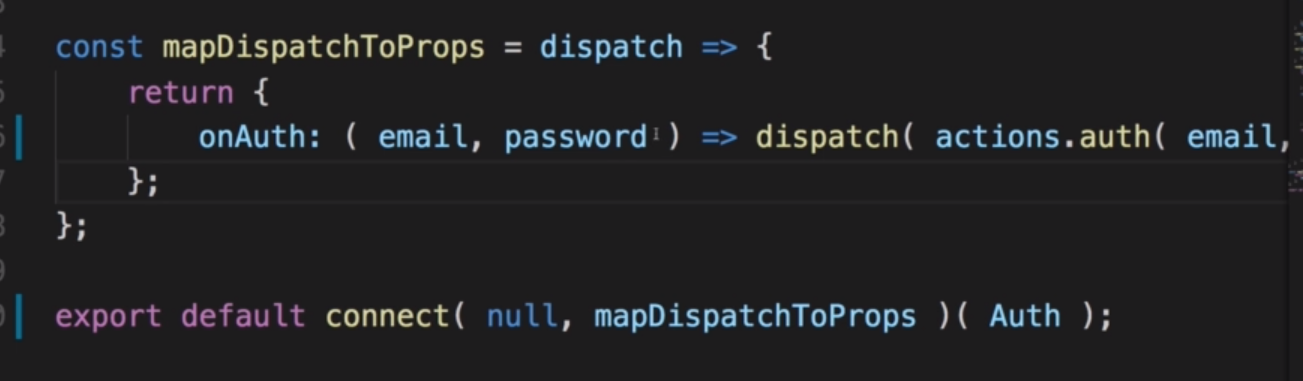 const mapDispatchToProps = dispatch => {
return {
onAuth: ( email, password ) => dispatch( actions.auth( email,
};
};
export default connect( null, mapDispatchToProps )( Auth );